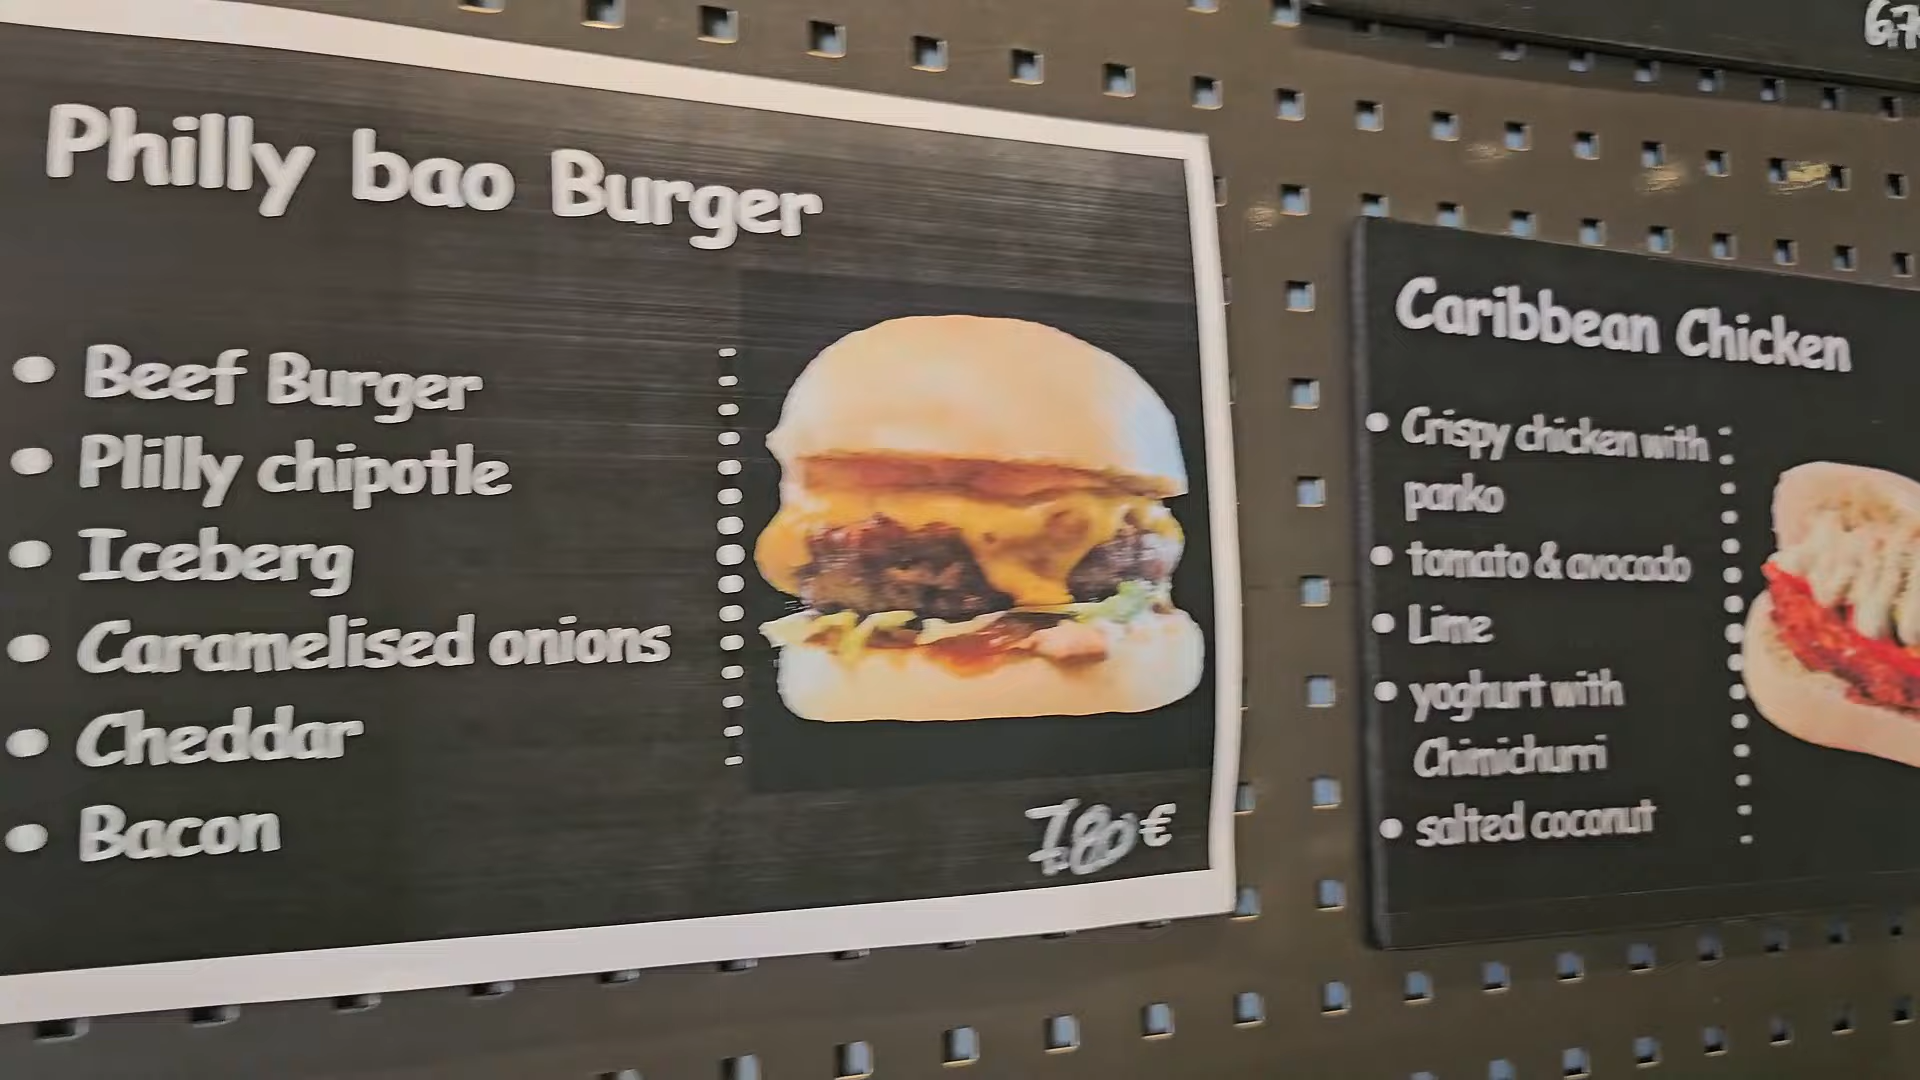 Philly bao Burger
Beef Burger
Plilly chipotle
Iceberg
Caramelised onions
Cheddar
Bacon
7.80 €
Caribbean Chicken
Crispy chicken with
panko
tomato & avocado
Lime
yoghurt with
Chimichurri
salted coconut